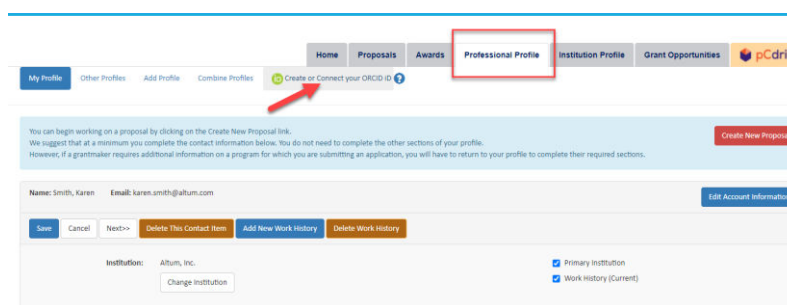 Home Proposals Awards Professional Profile Institution Profile Grant Opportunities pCdri
My Profile Other Profiles Add Profile Combine Profiles iD Create or Connect your ORCID iD ?
You can begin working on a proposal by clicking on the Create New Proposal link.
We suggest that at a minimum you complete the contact information below. You do not need to complete the other sections of your profile.
However, if a grantmaker requires additional information on a program for which you are submitting an application, you will have to return to your profile to complete their required sections.
Create New Proposa
Name: Smith, Karen Email: karen.smith@altum.com
Edit Account Information
Save Cancel Next>> Delete This Contact Item Add New Work History Delete Work History
Institution: Altum, Inc. Primary Institution
Change Institution Work History (Current)